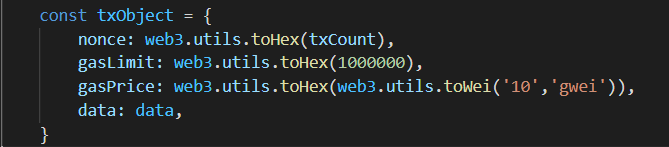 const txObject = {
nonce: web3.utils.toHex(txCount),
gasLimit: web3.utils.toHex(1000000),
gasPrice: web3.utils.toHex(web3.utils.toWei('10','gwei')),
data: data,
}